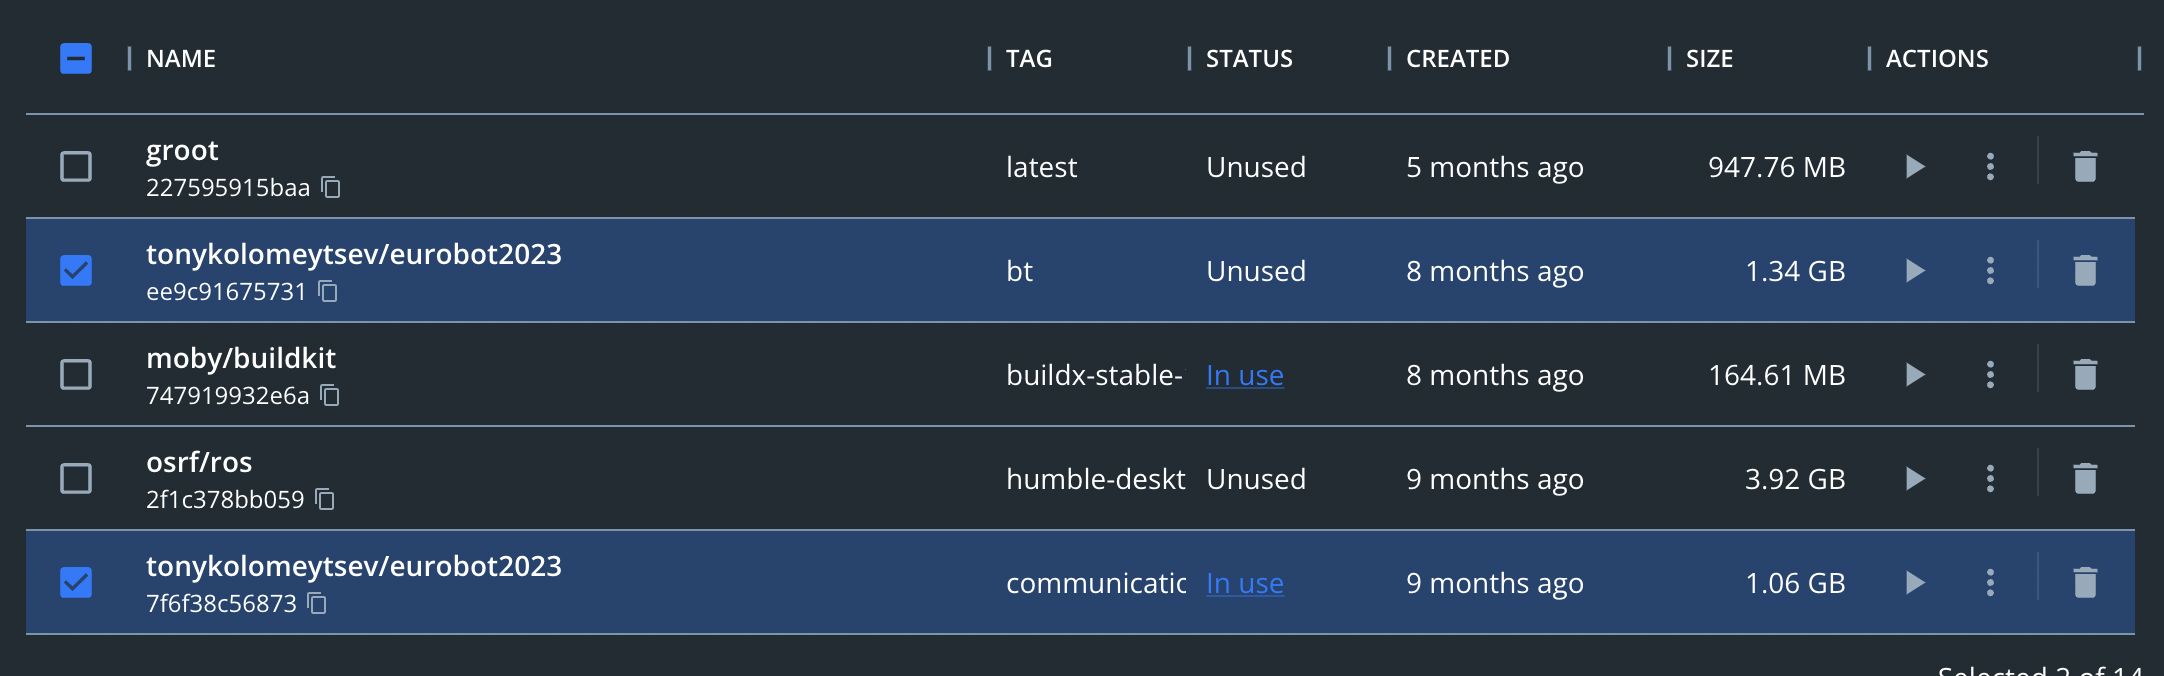 NAME TAG STATUS CREATED SIZE ACTIONS
groot
227595915baa
latest Unused 5 months ago 947.76 MB
tonykolomeytsev/eurobot2023
ee9c91675731
bt Unused 8 months ago 1.34 GB
moby/buildkit
747919932e6a
buildx-stable- In use 8 months ago 164.61 MB
osrf/ros
2f1c378bb059
humble-deskt Unused 9 months ago 3.92 GB
tonykolomeytsev/eurobot2023
7f6f38c56873
communicatic In use 9 months ago 1.06 GB
Selected of 14